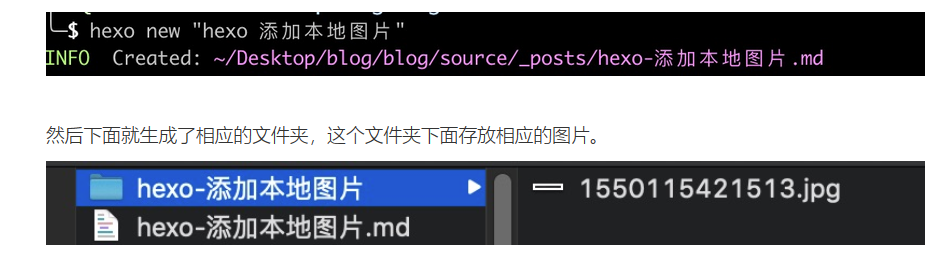 └─$ hexo new "hexo 添加本地图片"
INFO  Created: ~/Desktop/blog/blog/source/_posts/hexo-添加本地图片.md
然后下面就生成了相应的文件夹，这个文件夹下面存放相应的图片。
hexo-添加本地图片
1550115421513.jpg
hexo-添加本地图片.md